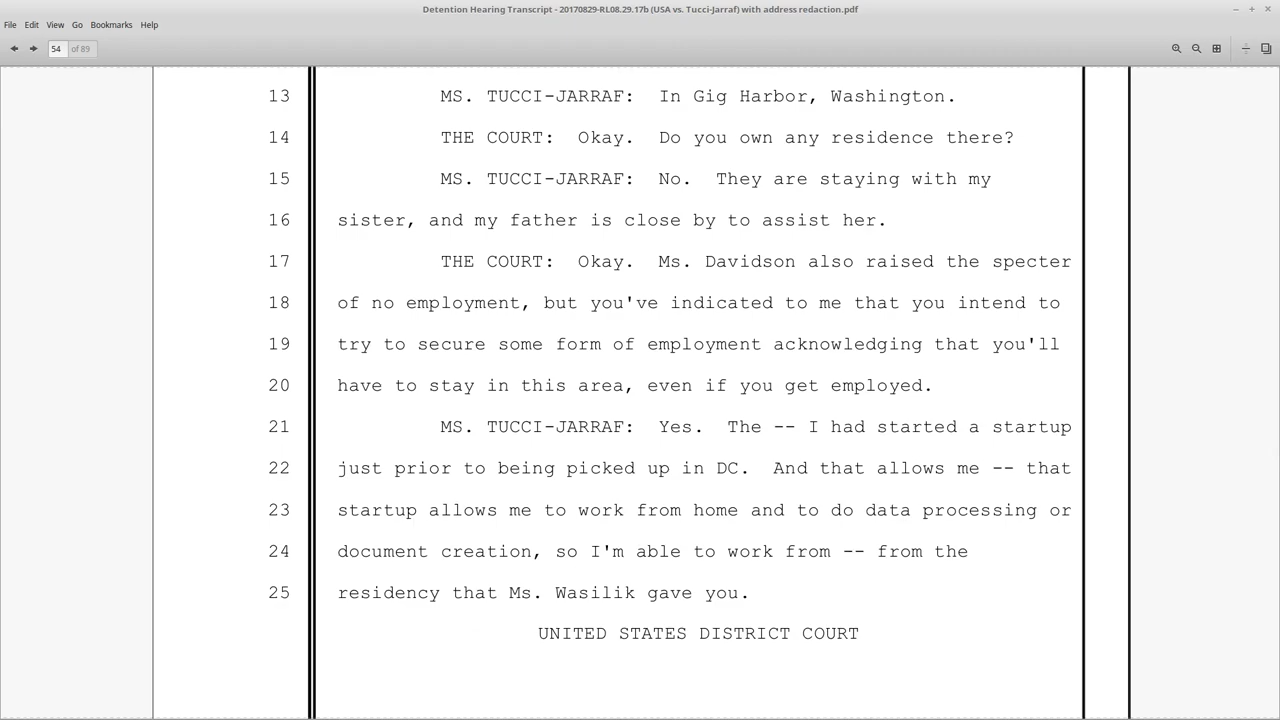 Detention Hearing Transcript - 20170829-RL08.29.17b (USA vs. Tucci-Jarraf) with address redaction.pdf
File Edit View Go Bookmarks Help
54 of 89
13 MS. TUCCI-JARRAF: In Gig Harbor, Washington.
14 THE COURT: Okay. Do you own any residence there?
15 MS. TUCCI-JARRAF: No. They are staying with my
16 sister, and my father is close by to assist her.
17 THE COURT: Okay. Ms. Davidson also raised the specter
18 of no employment, but you've indicated to me that you intend to
19 try to secure some form of employment acknowledging that you'll
20 have to stay in this area, even if you get employed.
21 MS. TUCCI-JARRAF: Yes. The -- I had started a startup
22 just prior to being picked up in DC. And that allows me -- that
23 startup allows me to work from home and to do data processing or
24 document creation, so I'm able to work from -- from the
25 residency that Ms. Wasilik gave you.
UNITED STATES DISTRICT COURT